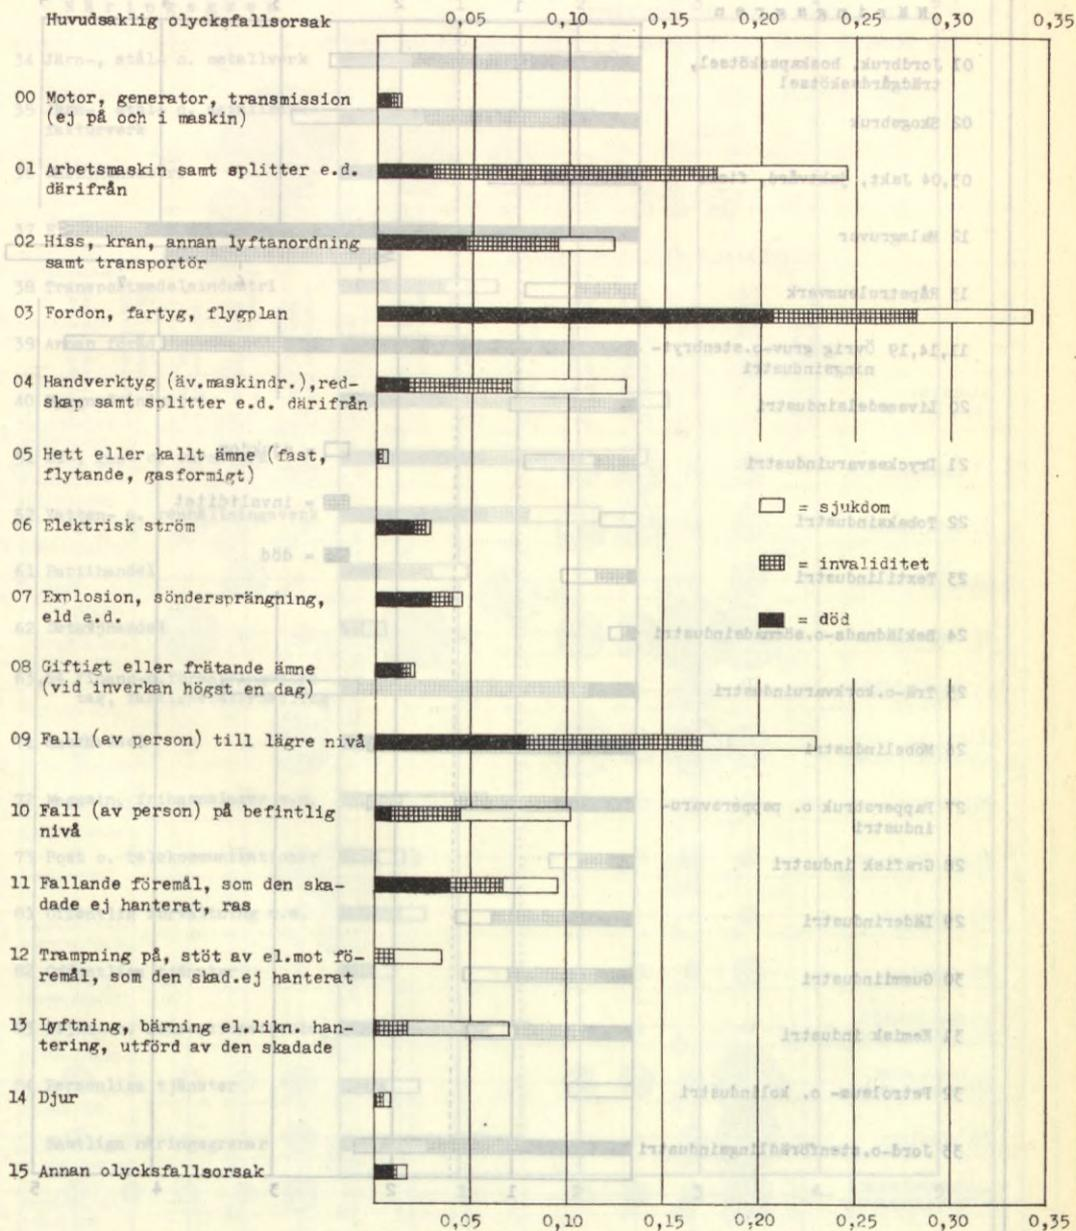 Huvudsaklig olycksfallsorsak
0,05 0,10 0,15 0,20 0,25 0,30 0,35
00 Motor, generator, transmission
(ej på och i maskin)
01 Arbetsmaskin samt splitter e.d.
därifrån
02 Hiss, kran, annan lyftanordning
samt transportör
03 Fordon, fartyg, flygplan
04 Handverktyg (äv.maskindr.),red-
skap samt splitter e.d. därifrån
05 Hett eller kallt ämne (fast,
flytande, gasformigt)
06 Elektrisk ström
07 Explosion, söndersprängning,
eld e.d.
08 Giftigt eller frätande ämne
(vid inverkan högst en dag)
09 Fall (av person) till lägre nivå
10 Fall (av person) på befintlig
nivå
11 Fallande föremål, som den ska-
dade ej hanterat, ras
12 Trampning på, stöt av el.mot fö-
remål, som den skad.ej hanterat
13 Lyftning, bärning el.likn. han-
tering, utförd av den skadade
14 Djur
15 Annan olycksfallsorsak
= sjukdom
= invaliditet
= död
0,05 0,10 0,15 0,20 0,25 0,30 0,35